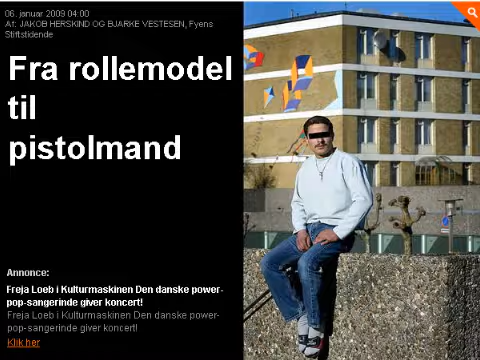 06. januar 2009 04:00
Af: JAKOB HERSKIND OG BJARKE VESTESEN, Fyens
Stiftstidende
Fra rollemodel
til
pistolmand
Annonce:
Freja Loeb i Kulturmaskinen Den danske power-
pop-sangerinde giver koncert!
Freja Loeb i Kulturmaskinen Den danske power-
pop-sangerinde giver koncert!
Klik her